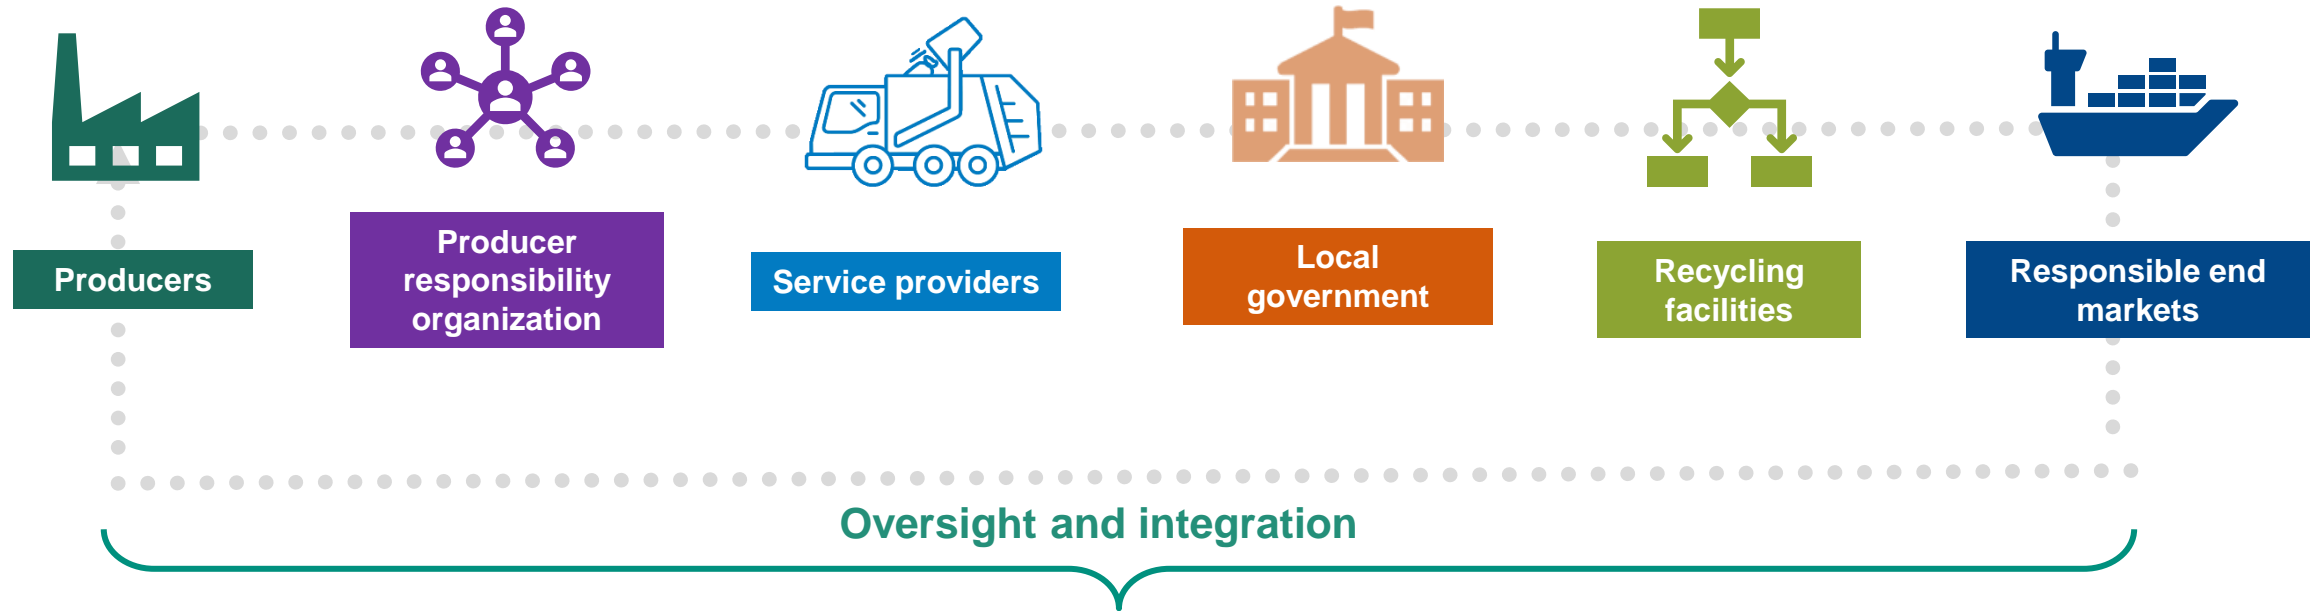 Producers
Producer
responsibility
organization
Service providers
Local
government
Recycling
facilities
Responsible end
markets
Oversight and integration